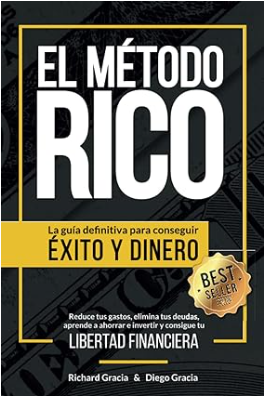 EL MÉTODO
RICO
La guía definitiva para conseguir
ÉXITO Y DINERO
BEST
SELLER
Reduce tus gastos, elimina tus deudas,
aprende a ahorrar e invertir y consigue tu
LIBERTAD FINANCIERA
Richard Gracia & Diego Gracia